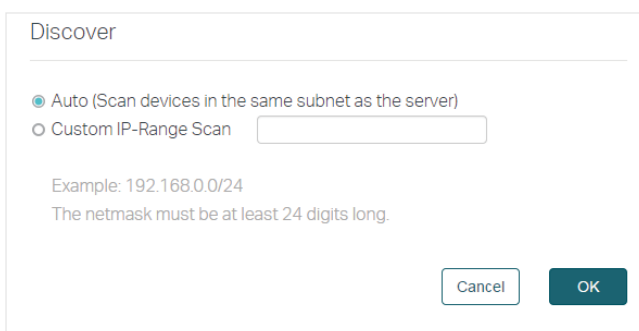 Discover
Auto (Scan devices in the same subnet as the server)
Custom IP-Range Scan
Example: 192.168.0.0/24
The netmask must be at least 24 digits long.
Cancel OK